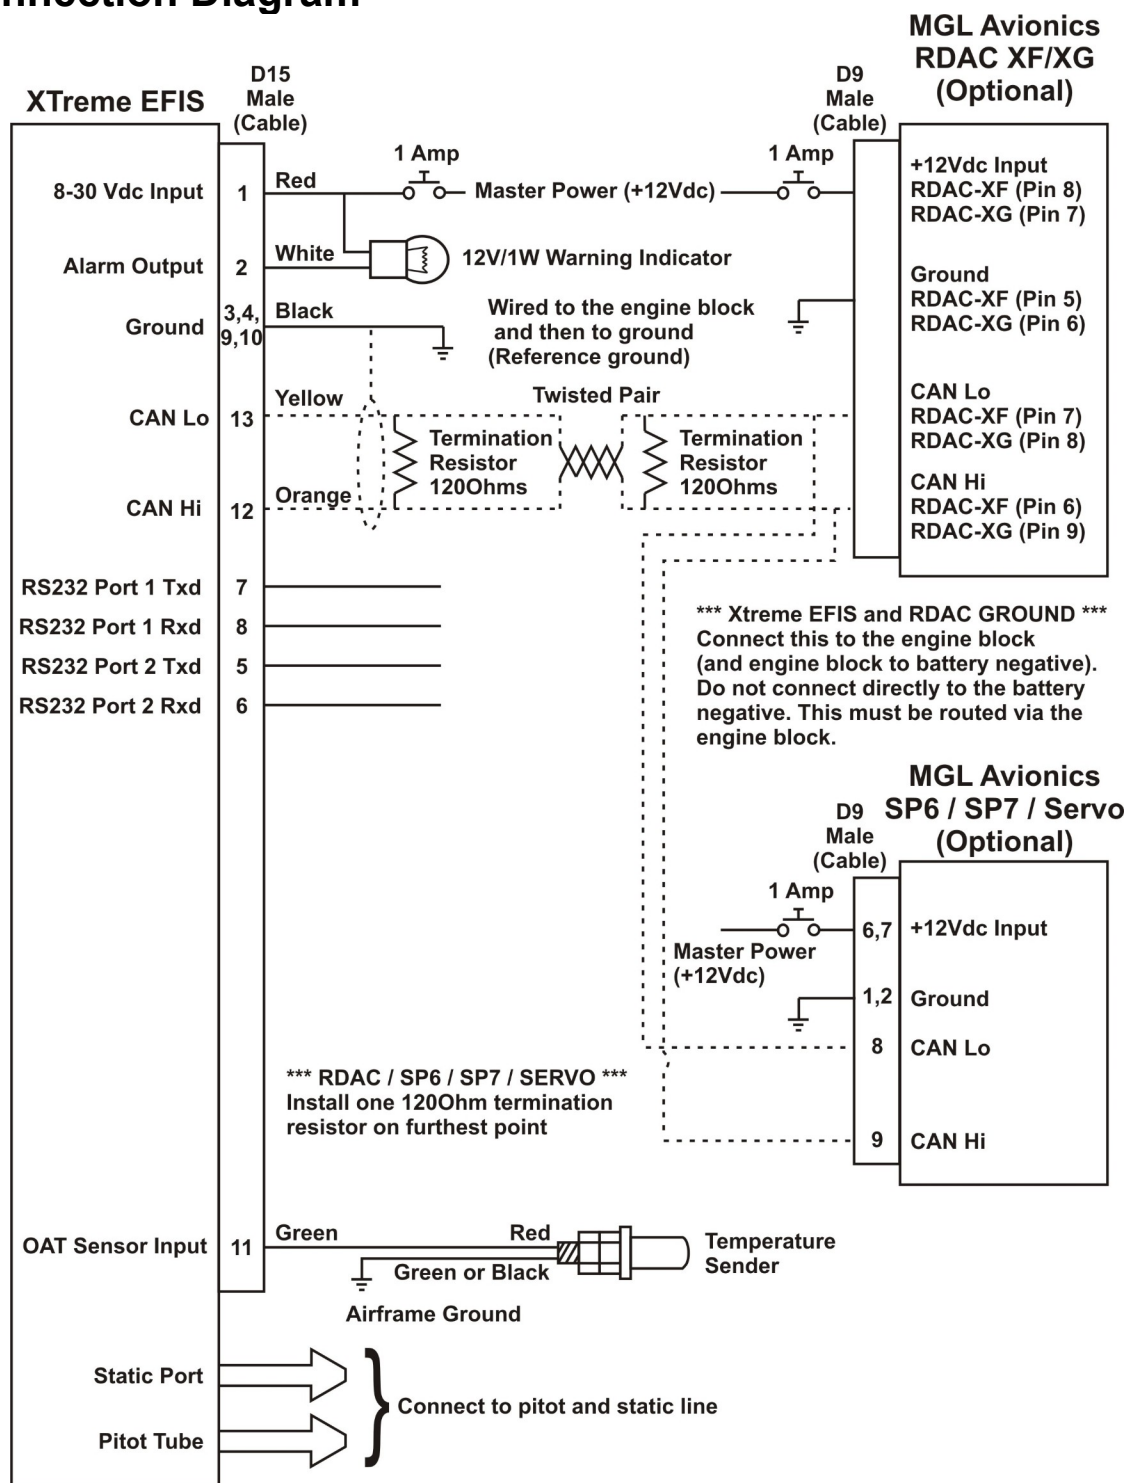 nnection Diagram
MGL Avionics
RDAC XF/XG
(Optional)
D15
Male
(Cable)
D9
Male
(Cable)
XTreme EFIS
8-30 Vdc Input
1
Red
1 Amp
Master Power (+12Vdc)
1 Amp
+12Vdc Input
RDAC-XF (Pin 8)
RDAC-XG (Pin 7)
Alarm Output
2
White
12V/1W Warning Indicator
Ground
3,4,
9,10
Black
Wired to the engine block
and then to ground
(Reference ground)
Ground
RDAC-XF (Pin 5)
RDAC-XG (Pin 6)
CAN Lo
13
Yellow
Twisted Pair
Termination
Resistor
120Ohms
Termination
Resistor
120Ohms
CAN Lo
RDAC-XF (Pin 7)
RDAC-XG (Pin 8)
CAN Hi
12
Orange
CAN Hi
RDAC-XF (Pin 6)
RDAC-XG (Pin 9)
RS232 Port 1 Txd
7
RS232 Port 1 Rxd
8
RS232 Port 2 Txd
5
RS232 Port 2 Rxd
6
*** Xtreme EFIS and RDAC GROUND ***
Connect this to the engine block
(and engine block to battery negative).
Do not connect directly to the battery
negative. This must be routed via the
engine block.
MGL Avionics
SP6 / SP7 / Servo
(Optional)
D9
Male
(Cable)
1 Amp
Master Power
(+12Vdc)
6,7
+12Vdc Input
1,2
Ground
8
CAN Lo
9
CAN Hi
*** RDAC / SP6 / SP7 / SERVO ***
Install one 120Ohm termination
resistor on furthest point
OAT Sensor Input
11
Green
Red
Green or Black
Temperature
Sender
Airframe Ground
Static Port
Pitot Tube
Connect to pitot and static line